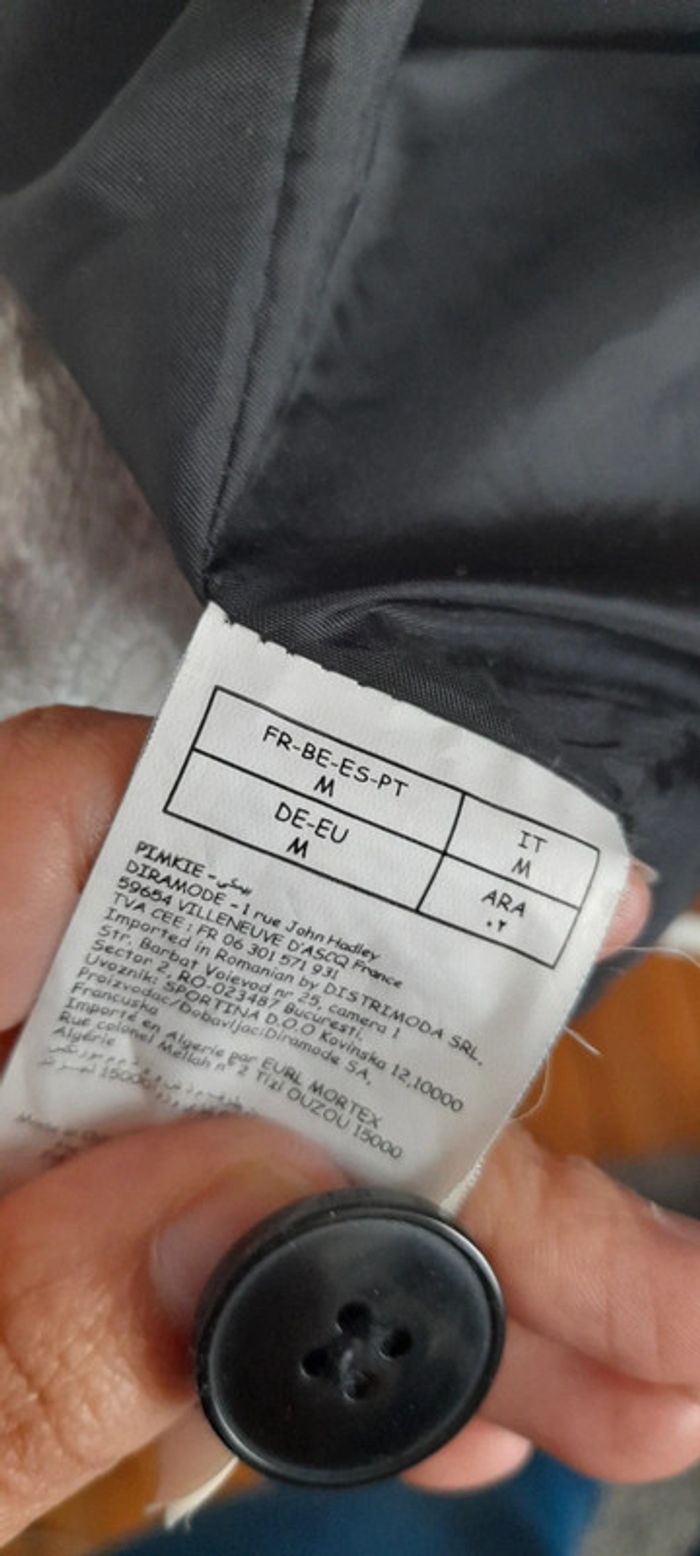 FR-BE-ES-PT
M
IT
M
DE-EU
M
ARA
٠٢
PIMKIE - بيمكي
DIRAMODE - 1 rue John Hadley
59654 VILLENEUVE D'ASCQ France
TVA CEE : FR 06 301 571 931
Imported in Romanian by DISTRIMODA SRL,
Str. Barbat Voievod nr 25, camera 1
Sector 2, RO-023487 Bucuresti.
Uvoznik: SPORTINA D.O.O Kovinska 12,10000
Proizvodac/Dobavljac:Diramode SA,
Francuska
Importé en Algerie par EURL MORTEX
Rue colonel Mellah n° 2 Tizi OUZOU 15000
Algérie
15000